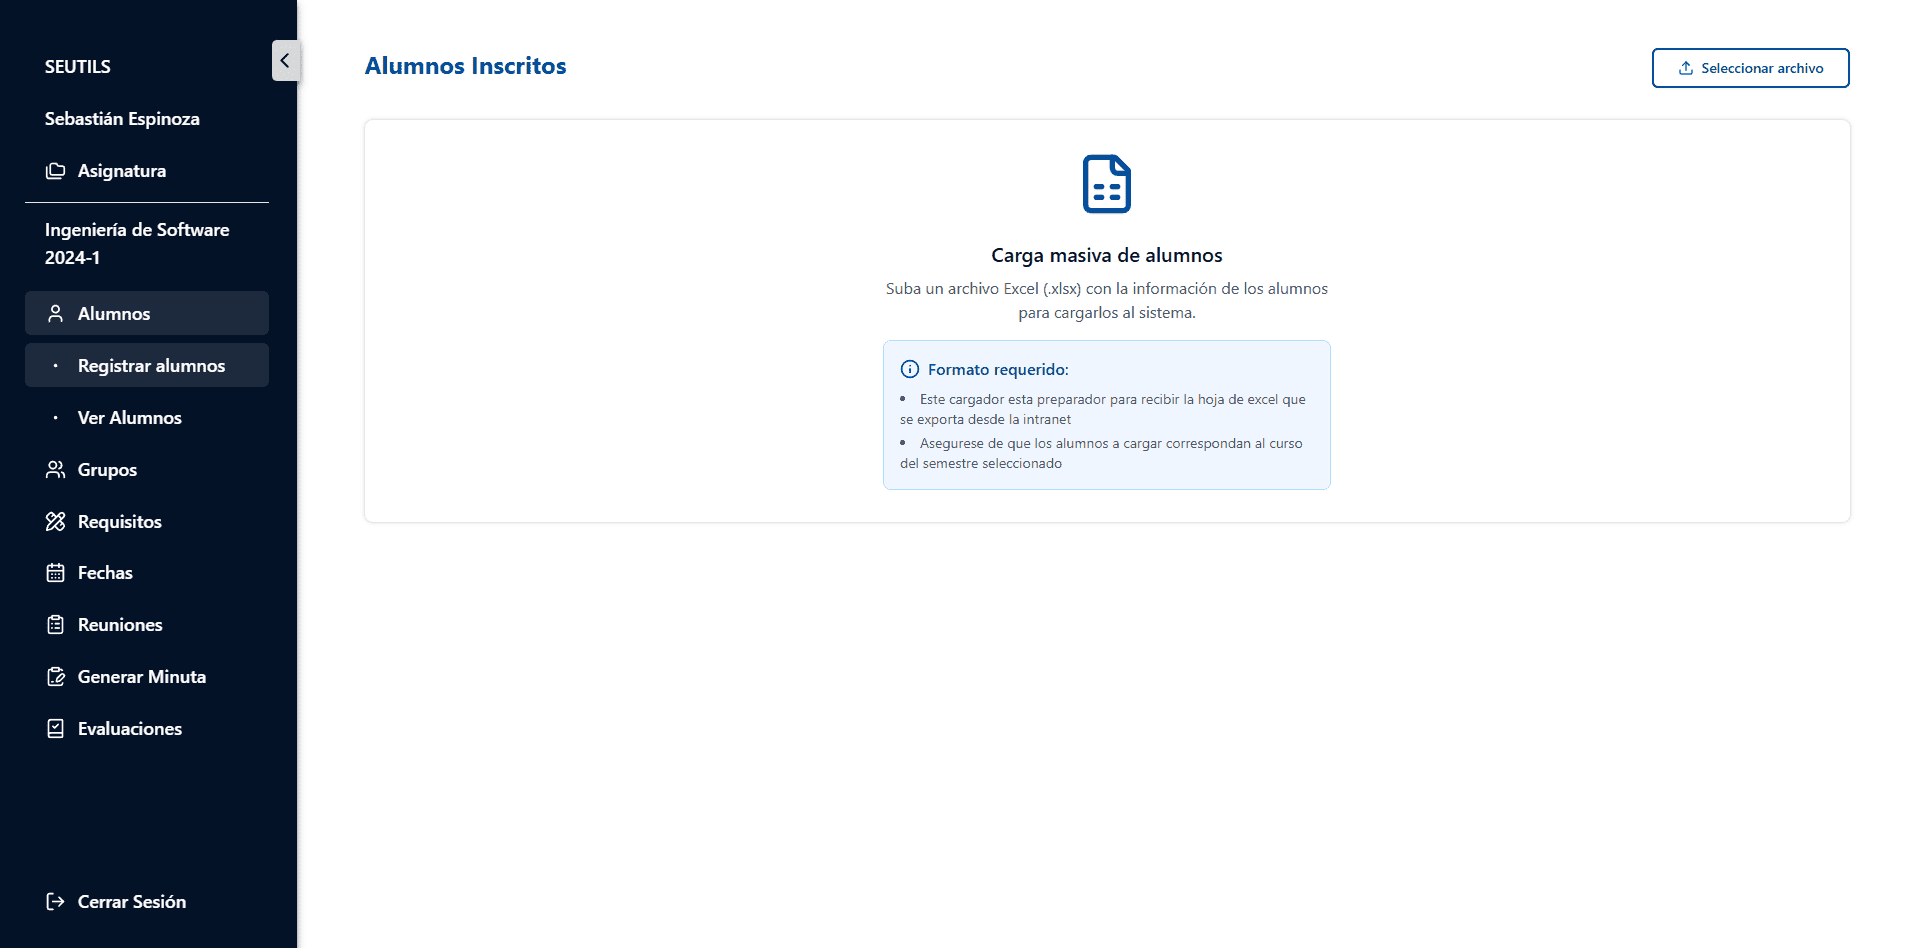 SEUTILS
Sebastián Espinoza
Asignatura
Ingeniería de Software
2024-1
Alumnos
Registrar alumnos
Ver Alumnos
Grupos
Requisitos
Fechas
Reuniones
Generar Minuta
Evaluaciones
Cerrar Sesión
Alumnos Inscritos
Seleccionar archivo
Carga masiva de alumnos
Suba un archivo Excel (.xlsx) con la información de los alumnos
para cargarlos al sistema.
Formato requerido:
• Este cargador esta preparador para recibir la hoja de excel que
se exporta desde la intranet
• Asegurese de que los alumnos a cargar correspondan al curso
del semestre seleccionado